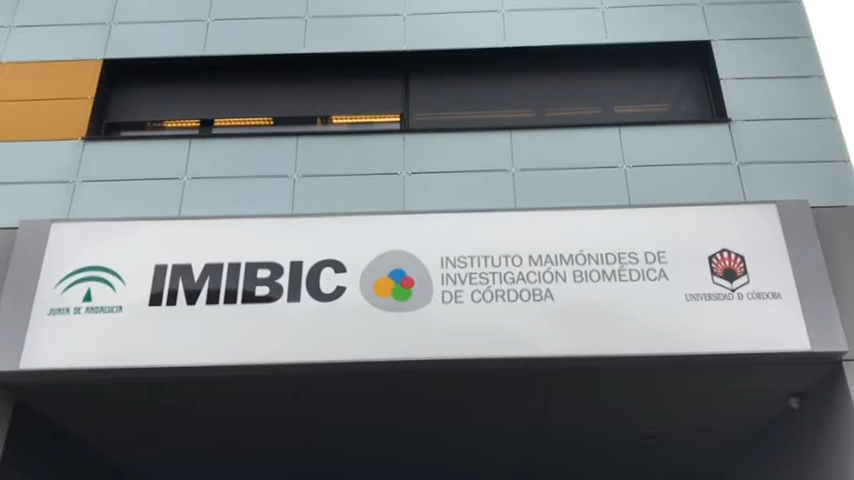 JUNTA DE ANDALUCIA
IMIBIC
INSTITUTO MAIMÓNIDES DE
INVESTIGACIÓN BIOMÉDICA
DE CÓRDOBA
UNIVERSIDAD Ð CÓRDOBA